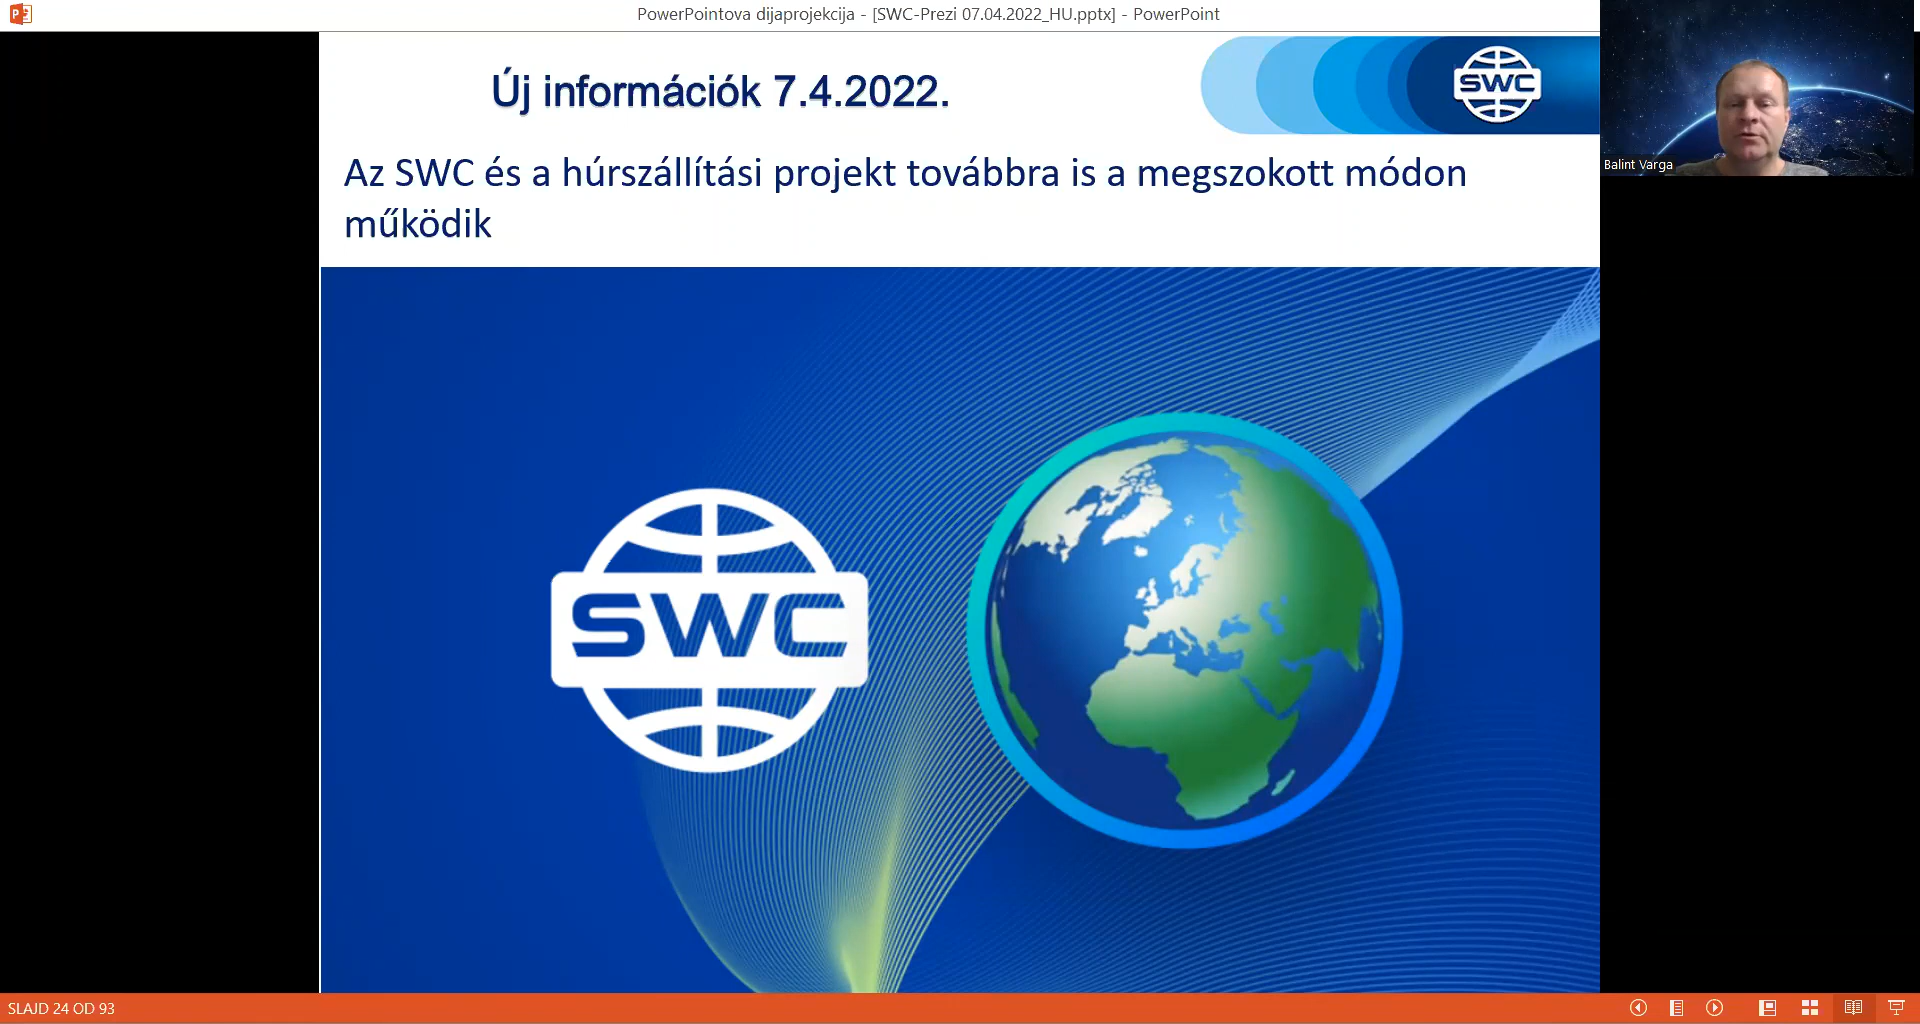 PowerPointova dijaprojekcija - [SWC-Prezi 07.04.2022_HU.pptx] - PowerPoint
Új információk 7.4.2022.
SWC
Balint Varga
Az SWC és a húrszállítási projekt továbbra is a megszokott módon
működik
SWC
SLAJD 24 OD 93